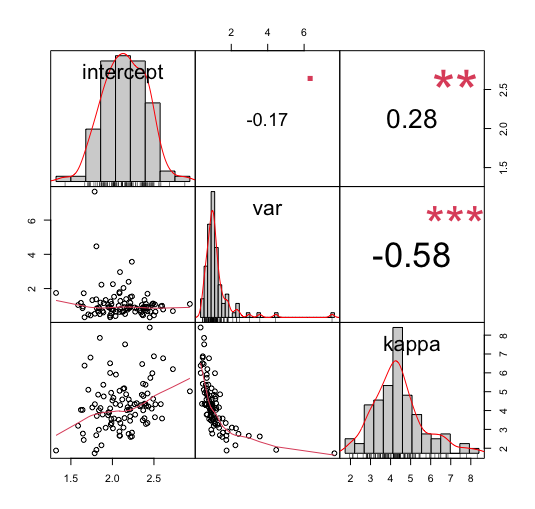 2 4 6
intercept
-0.17
**
0.28
1.5 2.0 2.5
2 4 6
var
***
-0.58
kappa
2 3 4 5 6 7 8
1.5 2.0 2.5
2 3 4 5 6 7 8